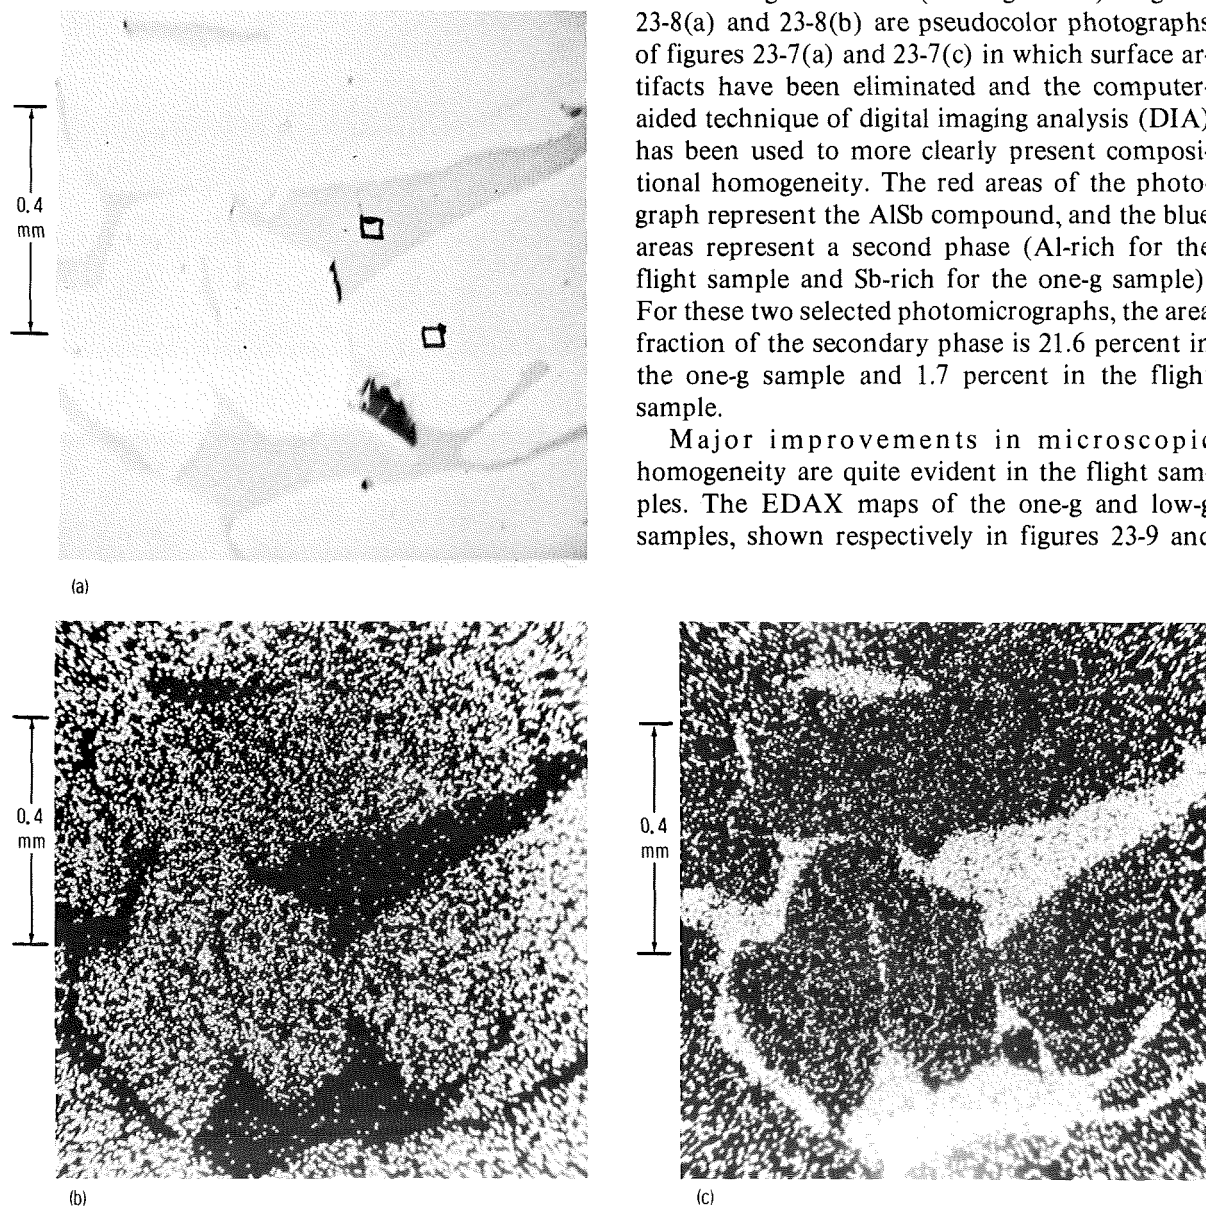 23-8(a) and 23-8(b) are pseudocolor photographs
of figures 23-7(a) and 23-7(c) in which surface ar-
tifacts have been eliminated and the computer-
aided technique of digital imaging analysis (DIA)
has been used to more clearly present composi-
tional homogeneity. The red areas of the photo-
graph represent the AlSb compound, and the blue
areas represent a second phase (Al-rich for the
flight sample and Sb-rich for the one-g sample)
For these two selected photomicrographs, the area
fraction of the secondary phase is 21.6 percent in
the one-g sample and 1.7 percent in the flight
sample.
Major improvements in microscopic
homogeneity are quite evident in the flight sam-
ples. The EDAX maps of the one-g and low-g
samples, shown respectively in figures 23-9 and
0.4
mm
(a)
0.4
mm
(b)
0.4
mm
(c)